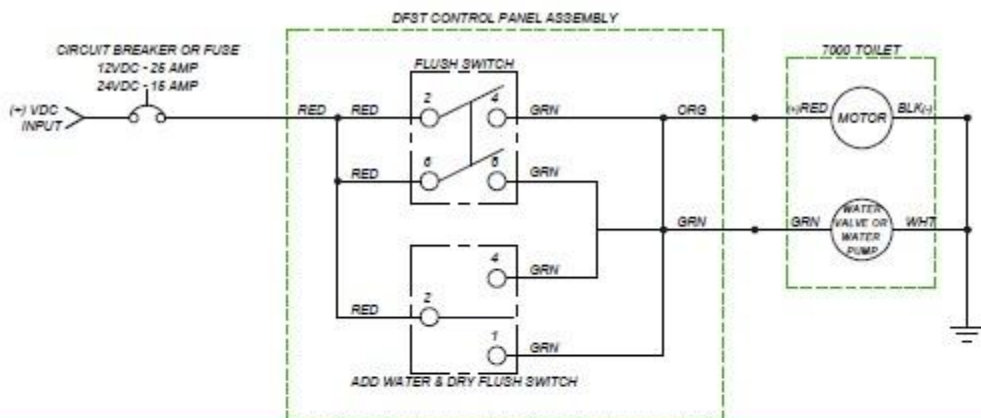 DFST CONTROL PANEL ASSEMBLY
CIRCUIT BREAKER OR FUSE
12VDC - 25 AMP
24VDC - 15 AMP
(+) VDC
INPUT
FLUSH SWITCH
7000 TOILET
RED
RED
2
4
GRN
ORG
(+)RED
MOTOR
BLK(-)
RED
6
6
GRN
GRN
GRN
WATER
VALVE OR
WATER
PUMP
WHT
4
GRN
RED
2
1
GRN
ADD WATER & DRY FLUSH SWITCH